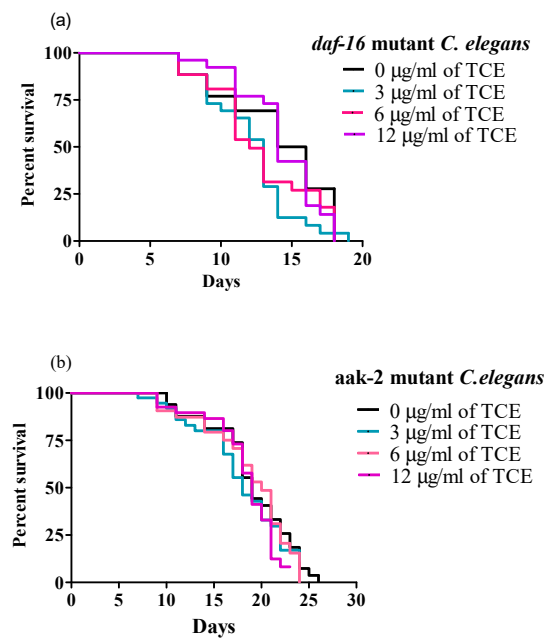 (a)
daf-16 mutant C. elegans
0 µg/ml of TCE
3 µg/ml of TCE
6 µg/ml of TCE
12 µg/ml of TCE
Percent survival
100
75
50
25
0
0 5 10 15 20
Days
(b)
aak-2 mutant C.elegans
0 µg/ml of TCE
3 µg/ml of TCE
6 µg/ml of TCE
12 µg/ml of TCE
Percent survival
100
75
50
25
0
0 5 10 15 20 25 30
Days